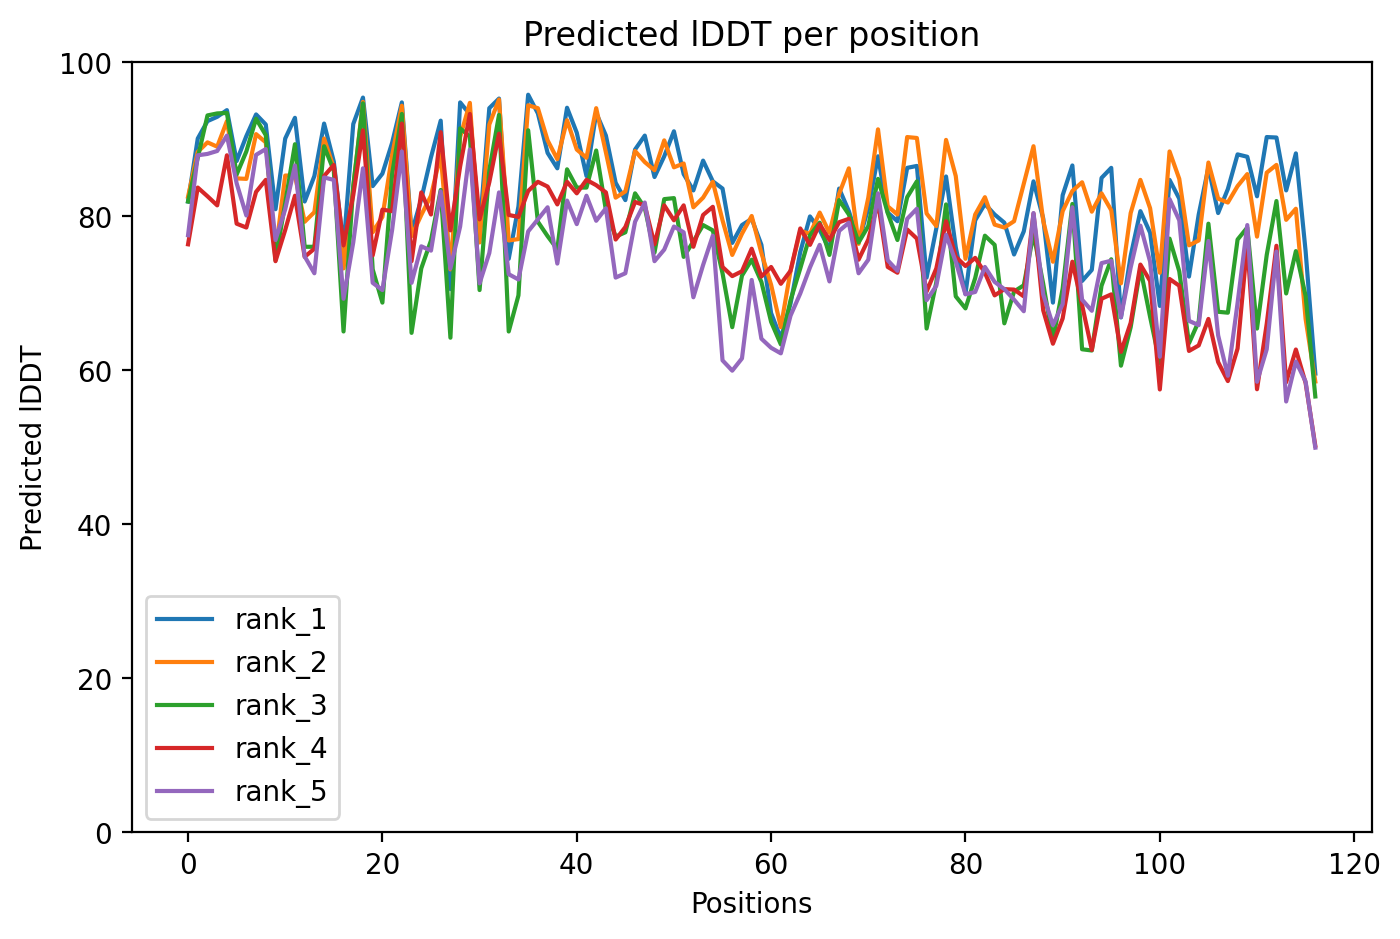 Predicted lDDT per position
100
80
60
40
20
0
Predicted lDDT
rank_1
rank_2
rank_3
rank_4
rank_5
0 20 40 60 80 100 120
Positions